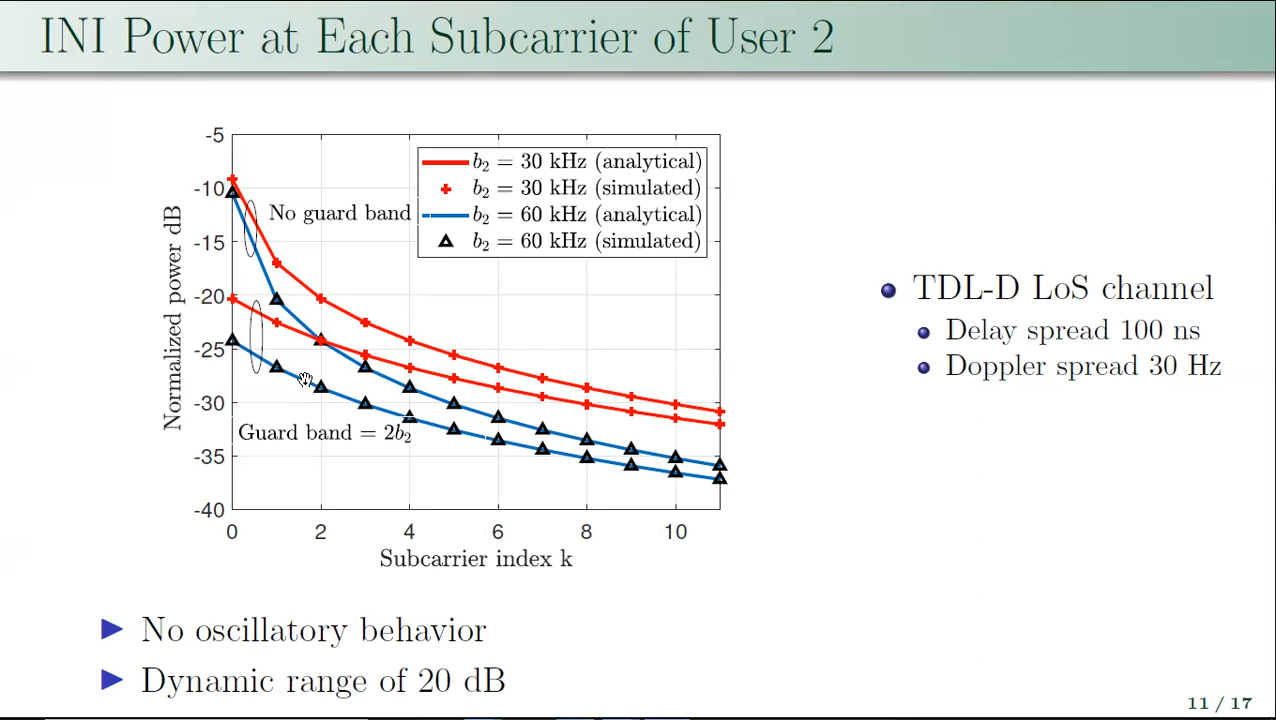 INI Power at Each Subcarrier of User 2
-5
-10
-15
-20
-25
-30
-35
-40
Normalized power dB
b₂ = 30 kHz (analytical)
b₂ = 30 kHz (simulated)
b₂ = 60 kHz (analytical)
b₂ = 60 kHz (simulated)
No guard band
Guard band = 2b₂
0 2 4 6 8 10
Subcarrier index k
TDL-D LoS channel
Delay spread 100 ns
Doppler spread 30 Hz
No oscillatory behavior
Dynamic range of 20 dB
11 / 17